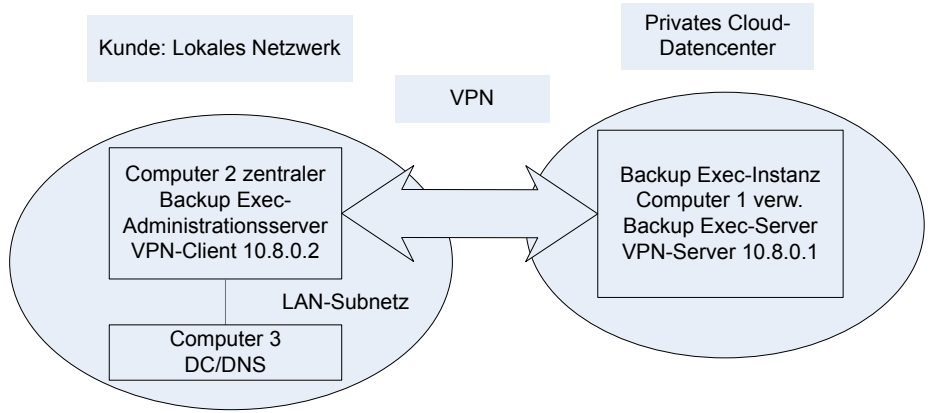 Kunde: Lokales Netzwerk
Privates Cloud-
Datencenter
VPN
Computer 2 zentraler
Backup Exec-
Administrationsserver
VPN-Client 10.8.0.2
Backup Exec-Instanz
Computer 1 verw.
Backup Exec-Server
VPN-Server 10.8.0.1
LAN-Subnetz
Computer 3
DC/DNS